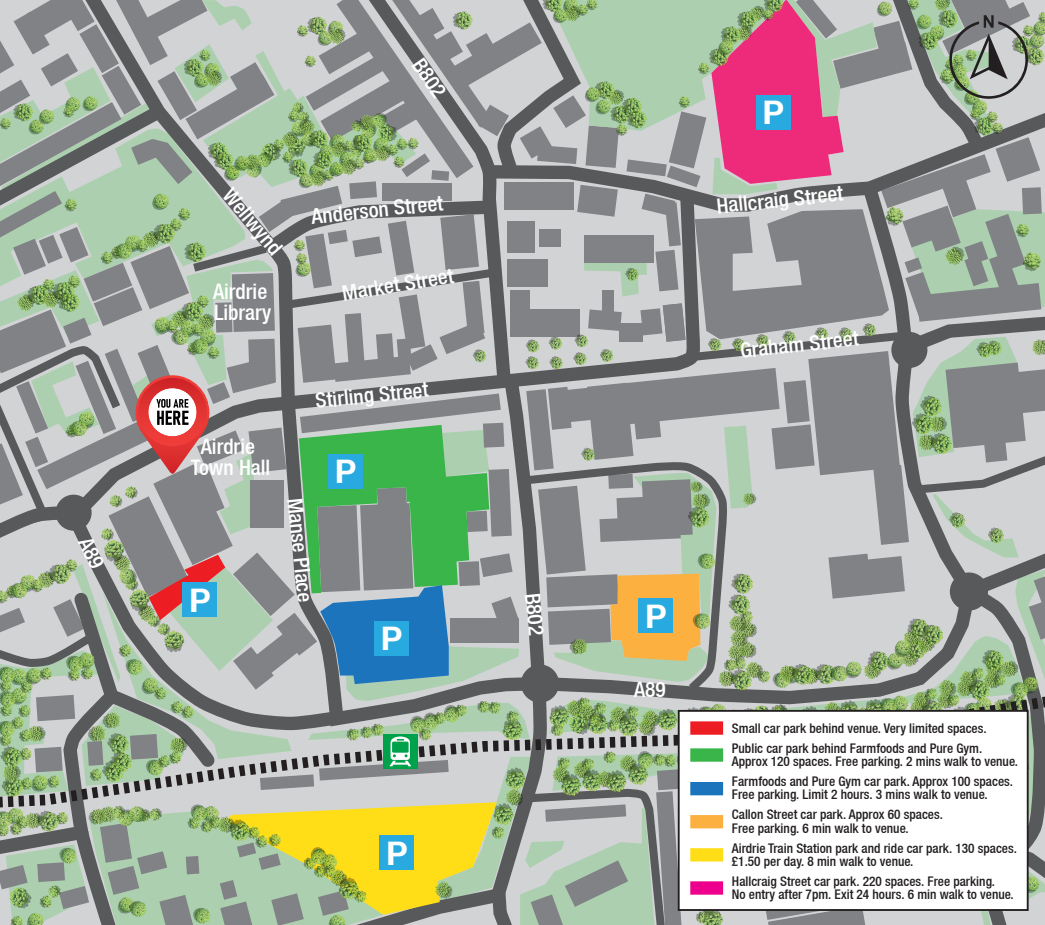 N
B802
P
Wellwynd
Anderson Street
Hallcraig Street
Market Street
Airdrie
Library
Graham Street
Stirling Street
YOU ARE
HERE
Airdrie
Town Hall
P
Manse Place
A89
P
P
B802
P
A89
P
Small car park behind venue. Very limited spaces.
Public car park behind Farmfoods and Pure Gym.
Approx 120 spaces. Free parking. 2 mins walk to venue.
Farmfoods and Pure Gym car park. Approx 100 spaces.
Free parking. Limit 2 hours. 3 mins walk to venue.
Callon Street car park. Approx 60 spaces.
Free parking. 6 min walk to venue.
Airdrie Train Station park and ride car park. 130 spaces.
£1.50 per day. 8 min walk to venue.
Hallcraig Street car park. 220 spaces. Free parking.
No entry after 7pm. Exit 24 hours. 6 min walk to venue.